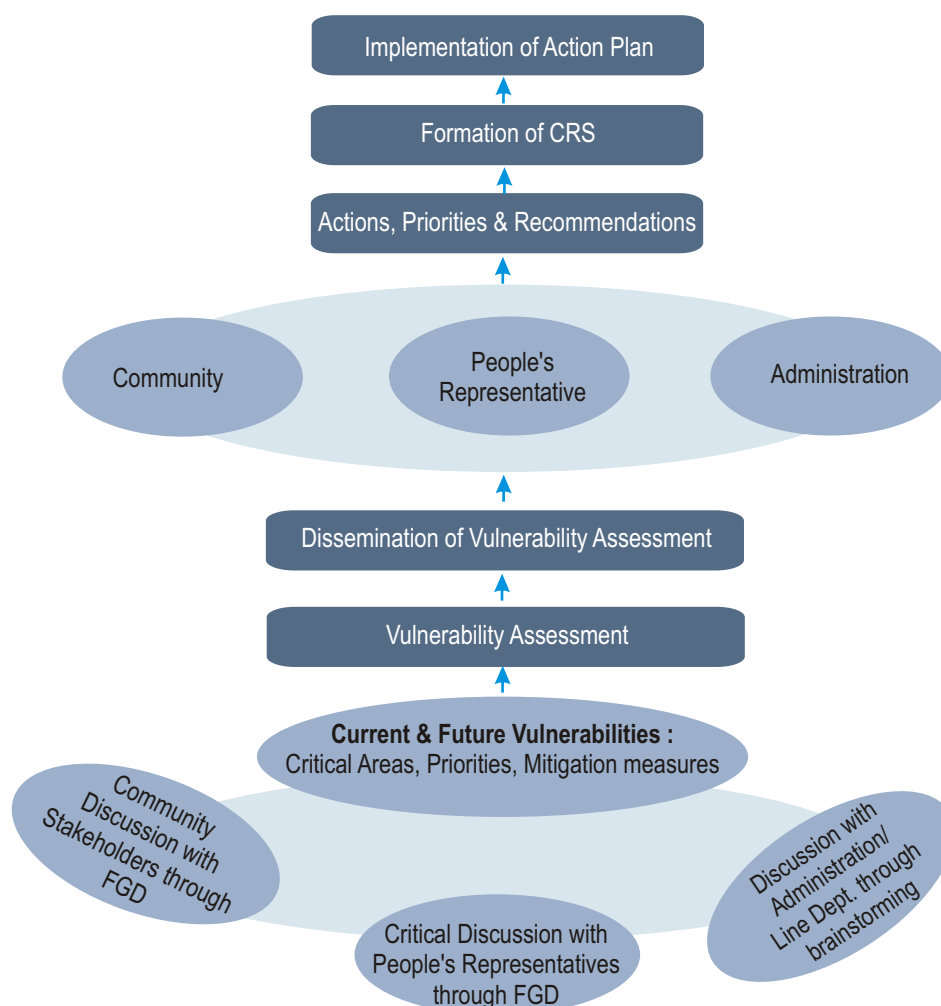 Implementation of Action Plan
Formation of CRS
Actions, Priorities & Recommendations
Community
People's
Representative
Administration
Dissemination of Vulnerability Assessment
Vulnerability Assessment
Current & Future Vulnerabilities :
Critical Areas, Priorities, Mitigation measures
Community
Discussion with
Stakeholders through
FGD
Critical Discussion with
People's Representatives
through FGD
Discussion with
Administration/
Line Dept. through
brainstorming